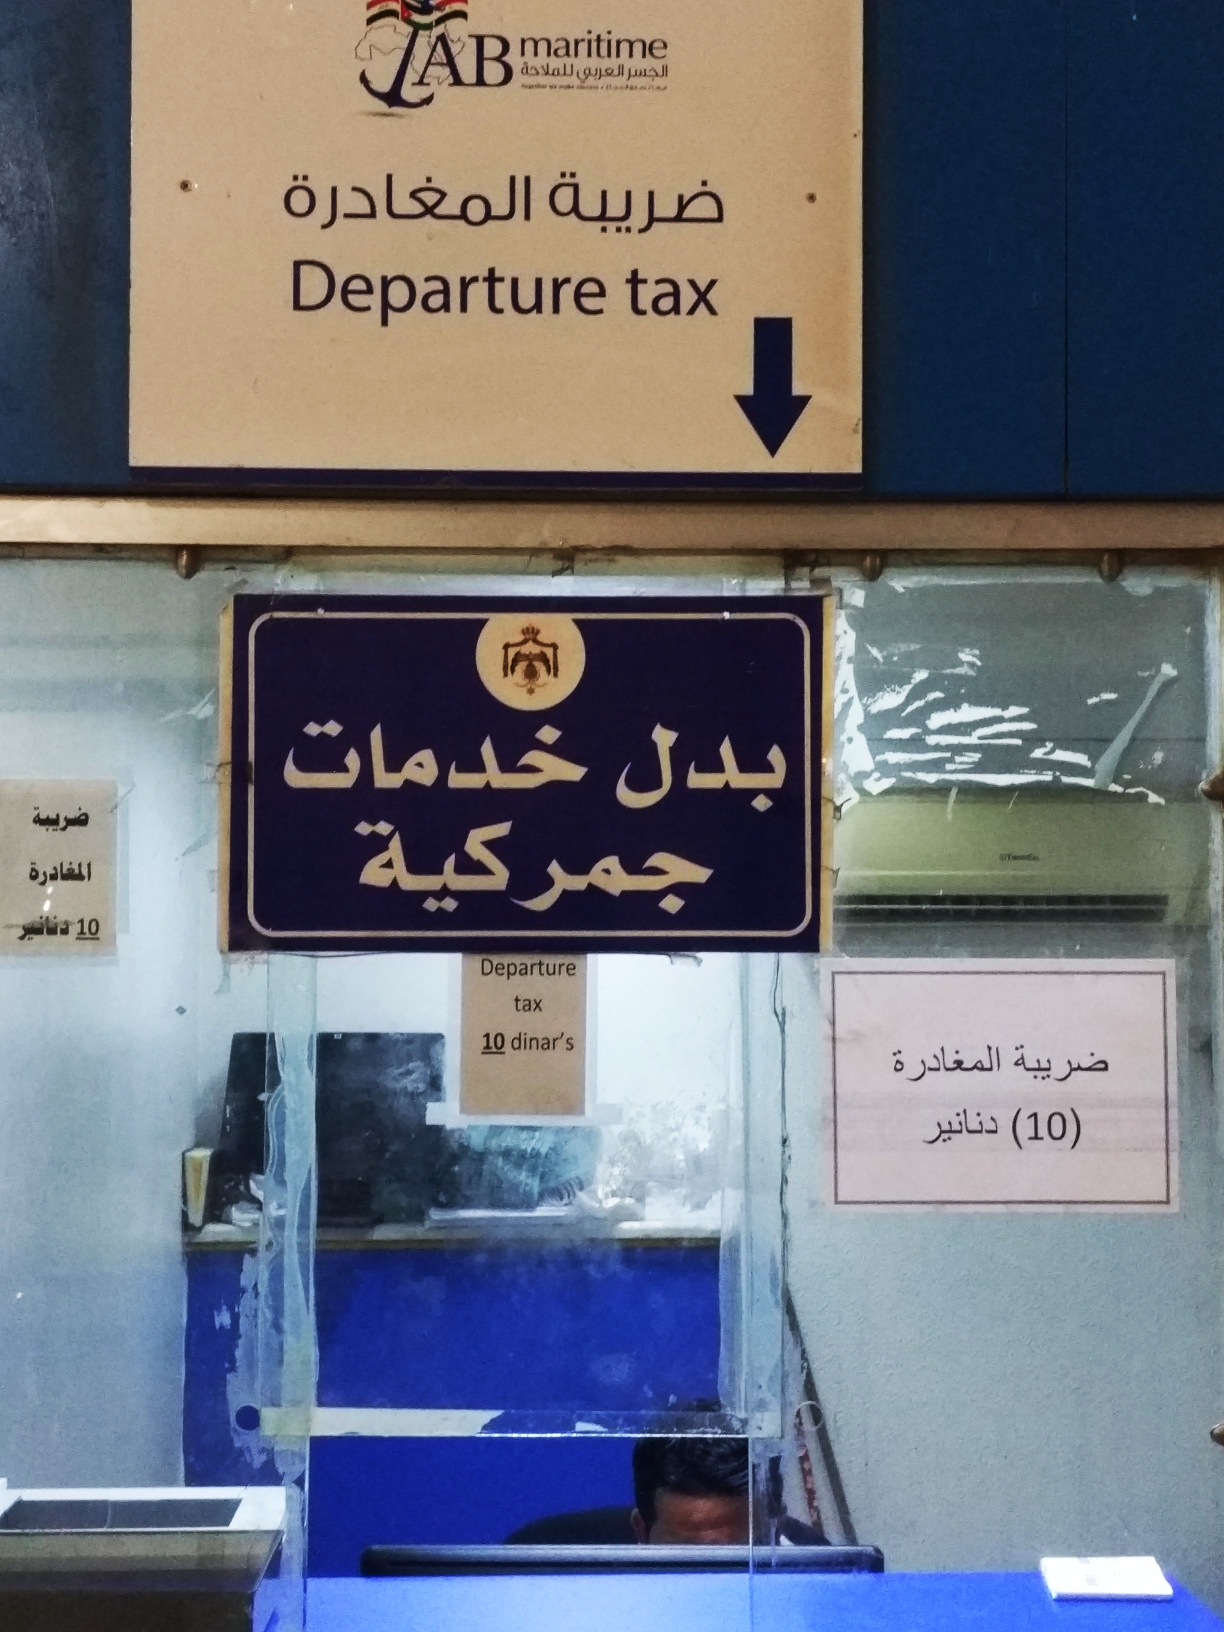 JAB maritime
الجسر العربي للملاحة
ضريبة المغادرة
Departure tax
بدل خدمات
جمركية
ضريبة
المغادرة
10 دنانير
Departure
tax
10 dinar's
ضريبة المغادرة
(10) دنانير